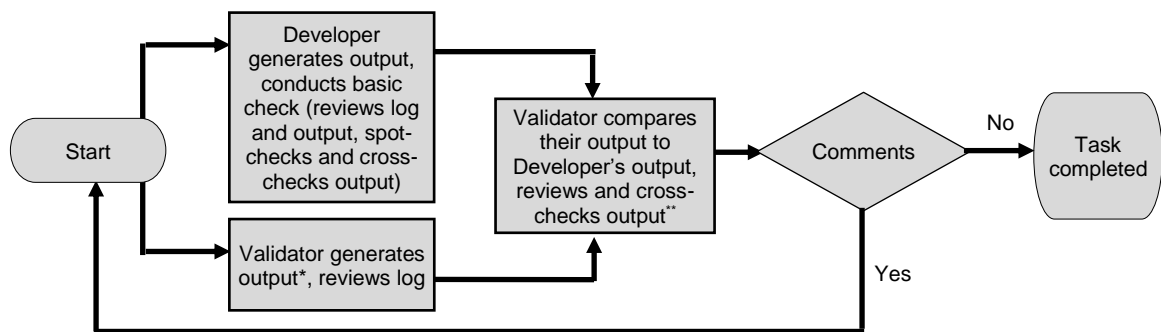 Start
Developer
generates output,
conducts basic
check (reviews log
and output, spot-
checks and cross-
checks output)
Validator generates
output*, reviews log
Validator compares
their output to
Developer’s output,
reviews and cross-
checks output**
Comments
No
Yes
Task
completed